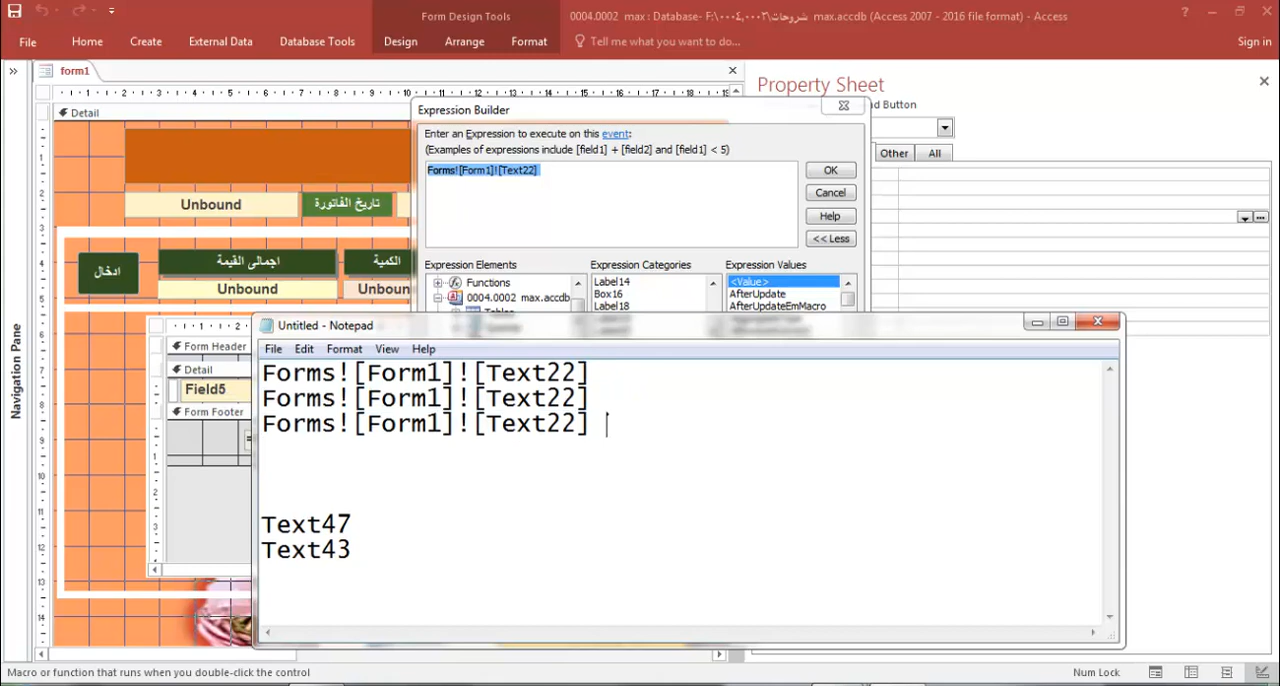 Form Design Tools
0004.0002 max : Database- F:\٠٠٠٤,٠٠٠٢\شروحات max.accdb (Access 2007 - 2016 file format) - Access
File Home Create External Data Database Tools Design Arrange Format Tell me what you want to do... Sign in
form1
Property Sheet
Detail
Expression Builder
Enter an Expression to execute on this event:
(Examples of expressions include [field1] + [field2] and [field1] < 5)
Forms![Form1]![Text22]
OK
Cancel
Help
<< Less
Other All
Unbound تاريخ الفاتورة
ادخال
اجمالى القيمة الكمية
Unbound
Expression Elements Expression Categories Expression Values
Functions
0004.0002 max.accdb
Label14
Box16
Label18
<Value>
AfterUpdate
AfterUpdateEmMacro
Navigation Pane
Form Header
Detail
Field5
Form Footer
Untitled - Notepad
File Edit Format View Help
Forms![Form1]![Text22]
Forms![Form1]![Text22]
Forms![Form1]![Text22]
Text47
Text43
Macro or function that runs when you double-click the control
Num Lock